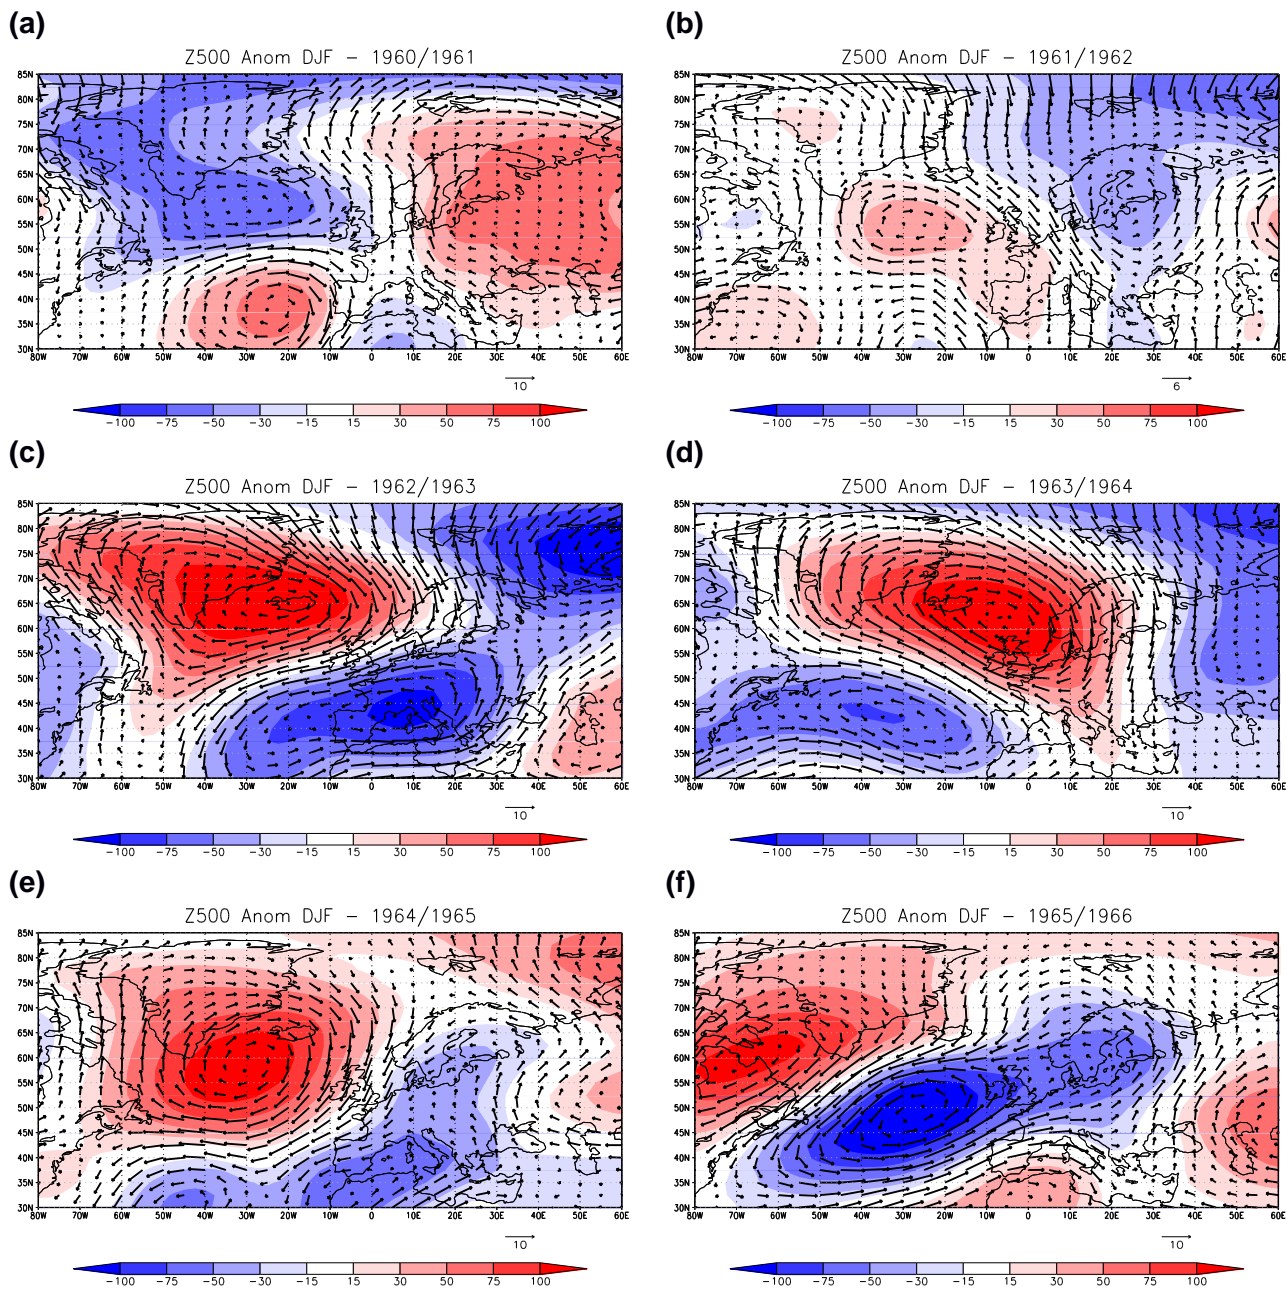 (a)
Z500 Anom DJF - 1960/1961
85N
80N
75N
70N
65N
60N
55N
50N
45N
40N
35N
30N
80W 70W 60W 50W 40W 30W 20W 10W 0 10E 20E 30E 40E 50E 60E
10
-100 -75 -50 -30 -15 15 30 50 75 100
(b)
Z500 Anom DJF - 1961/1962
85N
80N
75N
70N
65N
60N
55N
50N
45N
40N
35N
30N
80W 70W 60W 50W 40W 30W 20W 10W 0 10E 20E 30E 40E 50E 60E
6
-100 -75 -50 -30 -15 15 30 50 75 100
(c)
Z500 Anom DJF - 1962/1963
85N
80N
75N
70N
65N
60N
55N
50N
45N
40N
35N
30N
80W 70W 60W 50W 40W 30W 20W 10W 0 10E 20E 30E 40E 50E 60E
10
-100 -75 -50 -30 -15 15 30 50 75 100
(d)
Z500 Anom DJF - 1963/1964
85N
80N
75N
70N
65N
60N
55N
50N
45N
40N
35N
30N
80W 70W 60W 50W 40W 30W 20W 10W 0 10E 20E 30E 40E 50E 60E
10
-100 -75 -50 -30 -15 15 30 50 75 100
(e)
Z500 Anom DJF - 1964/1965
85N
80N
75N
70N
65N
60N
55N
50N
45N
40N
35N
30N
80W 70W 60W 50W 40W 30W 20W 10W 0 10E 20E 30E 40E 50E 60E
10
-100 -75 -50 -30 -15 15 30 50 75 100
(f)
Z500 Anom DJF - 1965/1966
85N
80N
75N
70N
65N
60N
55N
50N
45N
40N
35N
30N
80W 70W 60W 50W 40W 30W 20W 10W 0 10E 20E 30E 40E 50E 60E
10
-100 -75 -50 -30 -15 15 30 50 75 100